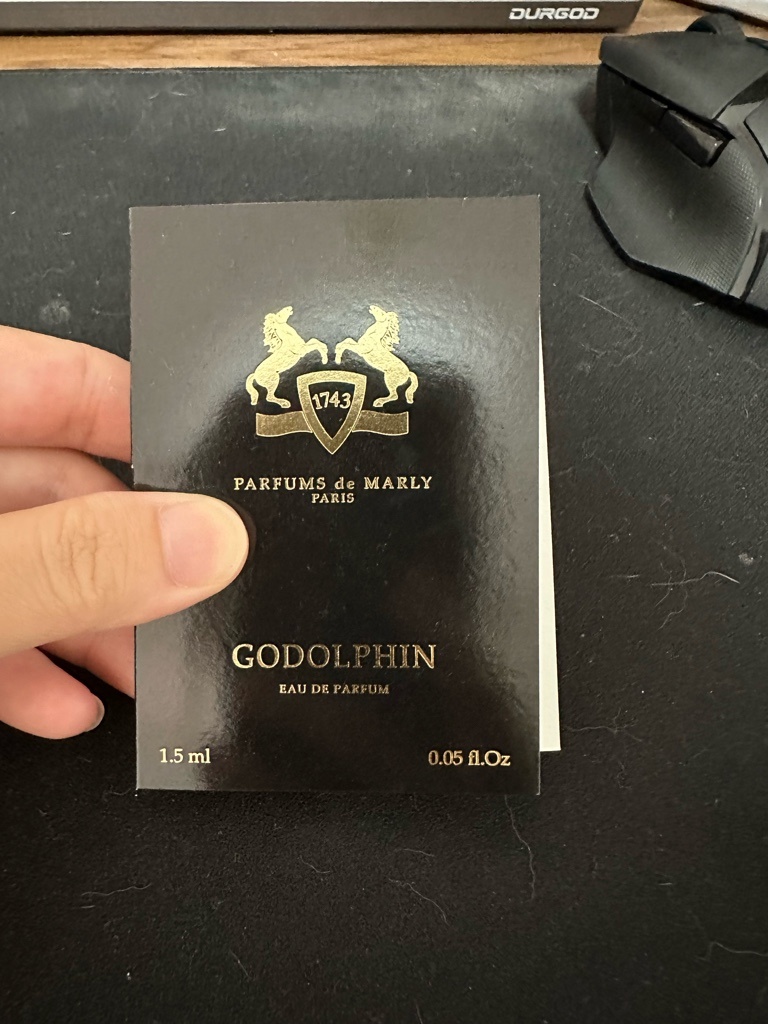 DURGOD
1743
PARFUMS de MARLY
PARIS
GODOLPHIN
EAU DE PARFUM
1.5 ml 0.05 fl.Oz